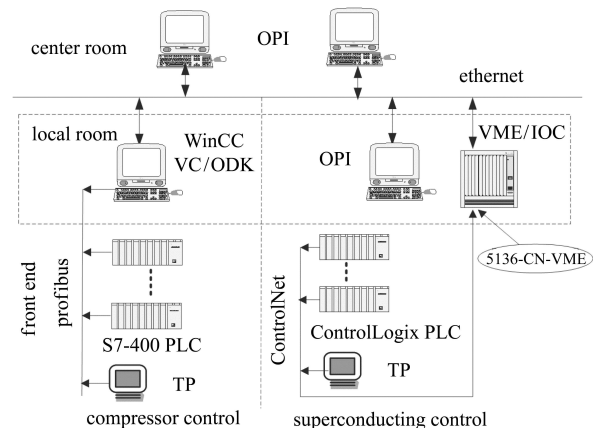 center room
OPI
ethernet
local room
WinCC
VC/ODK
OPI
VME/IOC
5136-CN-VME
front end
profibus
S7-400 PLC
TP
compressor control
ControlNet
ControlLogix PLC
TP
superconducting control